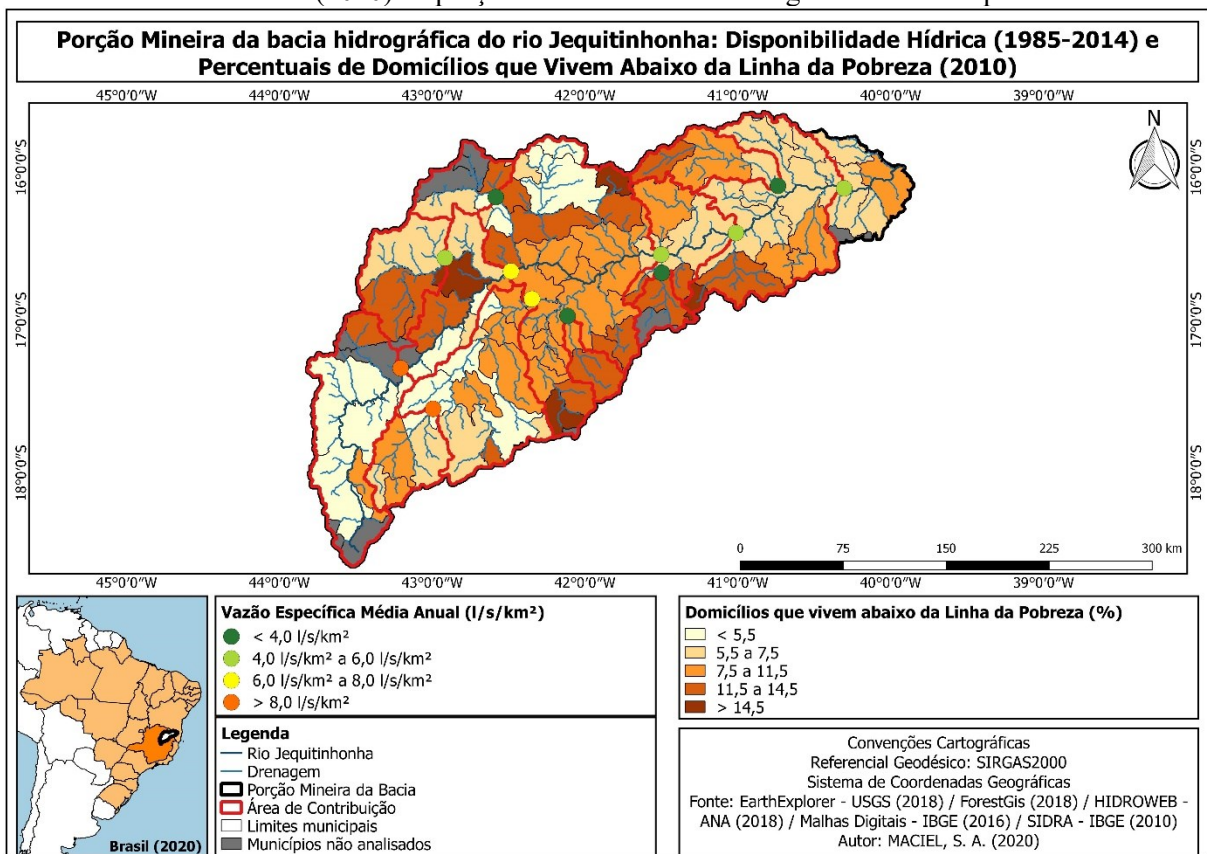 Porção Mineira da bacia hidrográfica do rio Jequitinhonha: Disponibilidade Hídrica (1985-2014) e
Percentuais de Domicílios que Vivem Abaixo da Linha da Pobreza (2010)
45°0'0"W 44°0'0"W 43°0'0"W 42°0'0"W 41°0'0"W 40°0'0"W 39°0'0"W
N
16°0'0"S 16°0'0"S
17°0'0"S 17°0'0"S
18°0'0"S 18°0'0"S
0 75 150 225 300 km
45°0'0"W 44°0'0"W 43°0'0"W 42°0'0"W 41°0'0"W 40°0'0"W 39°0'0"W
Brasil (2020)
Vazão Específica Média Anual (l/s/km²)
< 4,0 l/s/km²
4,0 l/s/km² a 6,0 l/s/km²
6,0 l/s/km² a 8,0 l/s/km²
> 8,0 l/s/km²
Legenda
Rio Jequitinhonha
Drenagem
Porção Mineira da Bacia
Área de Contribuição
Limites municipais
Municípios não analisados
Domicílios que vivem abaixo da Linha da Pobreza (%)
< 5,5
5,5 a 7,5
7,5 a 11,5
11,5 a 14,5
> 14,5
Convenções Cartográficas
Referencial Geodésico: SIRGAS2000
Sistema de Coordenadas Geográficas
Fonte: EarthExplorer - USGS (2018) / ForestGis (2018) / HIDROWEB -
ANA (2018) / Malhas Digitais - IBGE (2016) / SIDRA - IBGE (2010)
Autor: MACIEL, S. A. (2020)